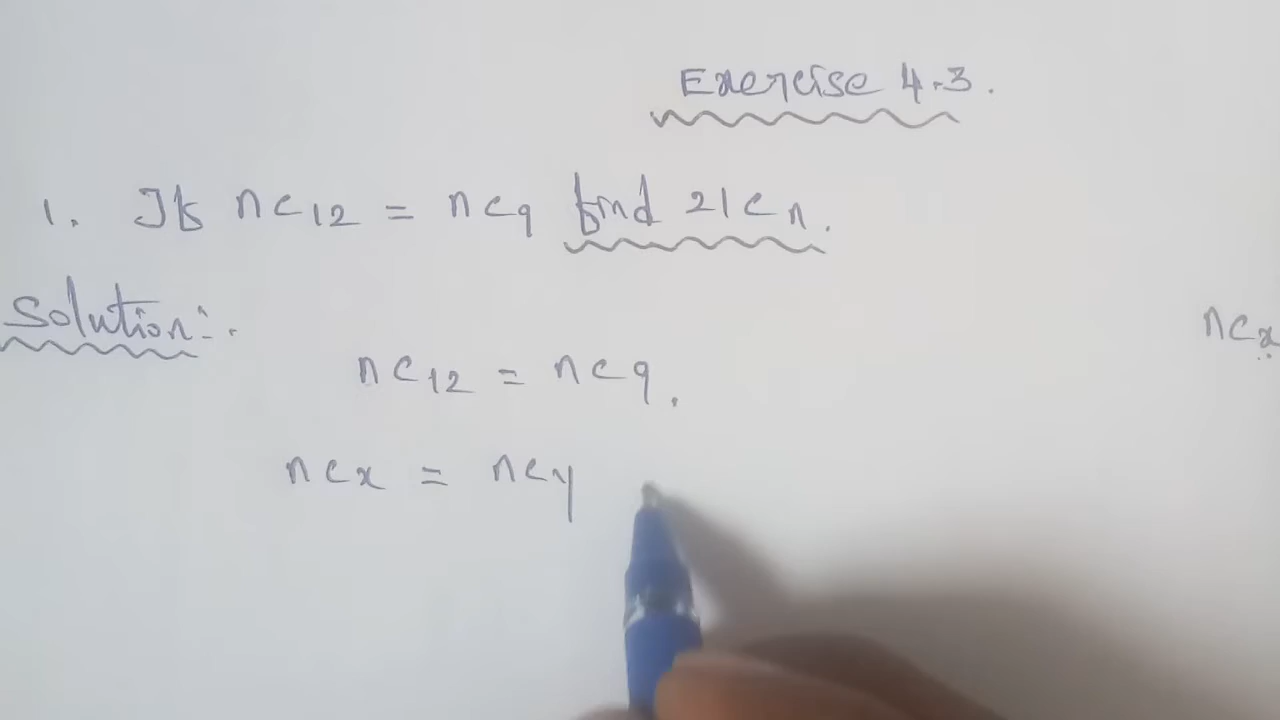 Exercise 4.3.
1. If nc12 = nc9 find 21cn.
Solution:-
ncx
nc12 = nc9.
ncx = ncy